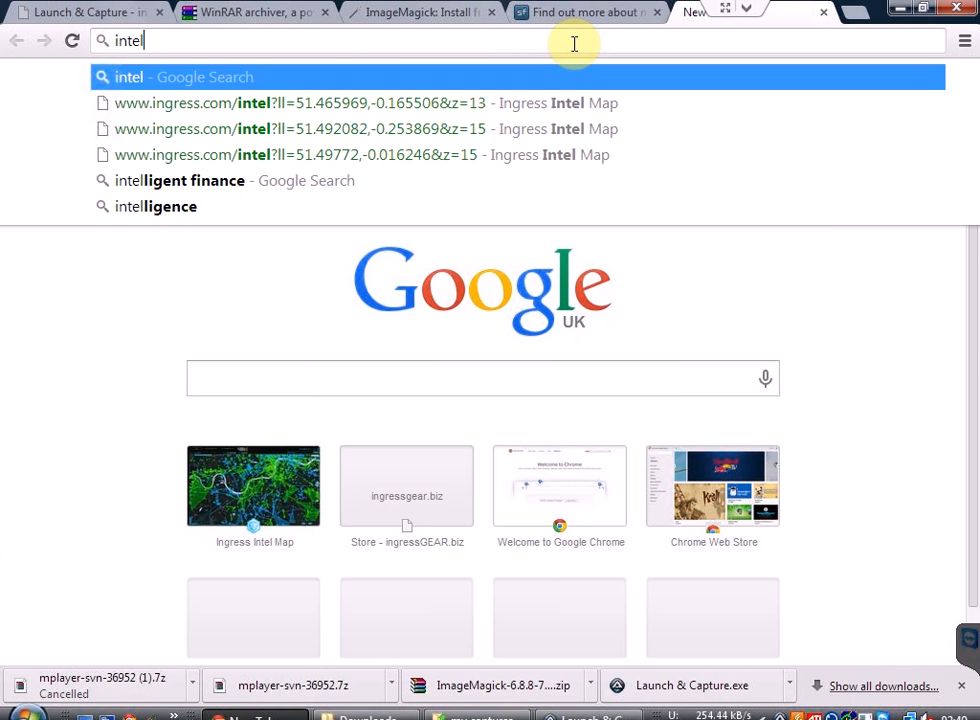 Launch & Capture -
WinRAR archiver, a po
ImageMagick: Install f
sf Find out more about n
New
intel
intel - Google Search
www.ingress.com/intel?ll=51.465969,-0.165506&z=13 - Ingress Intel Map
www.ingress.com/intel?ll=51.492082,-0.253869&z=15 - Ingress Intel Map
www.ingress.com/intel?ll=51.49772,-0.016246&z=15 - Ingress Intel Map
intelligent finance - Google Search
intelligence
Google
UK
ingressgear.biz
Welcome to Chrome
Ingress Intel Map
Store - ingressGEAR.biz
Welcome to Google Chrome
Chrome Web Store
mplayer-svn-36952 (1).7z
Cancelled
mplayer-svn-36952.7z
ImageMagick-6.8.8-7....zip
Launch & Capture.exe
Show all downloads...
U: 254.44 kB/s